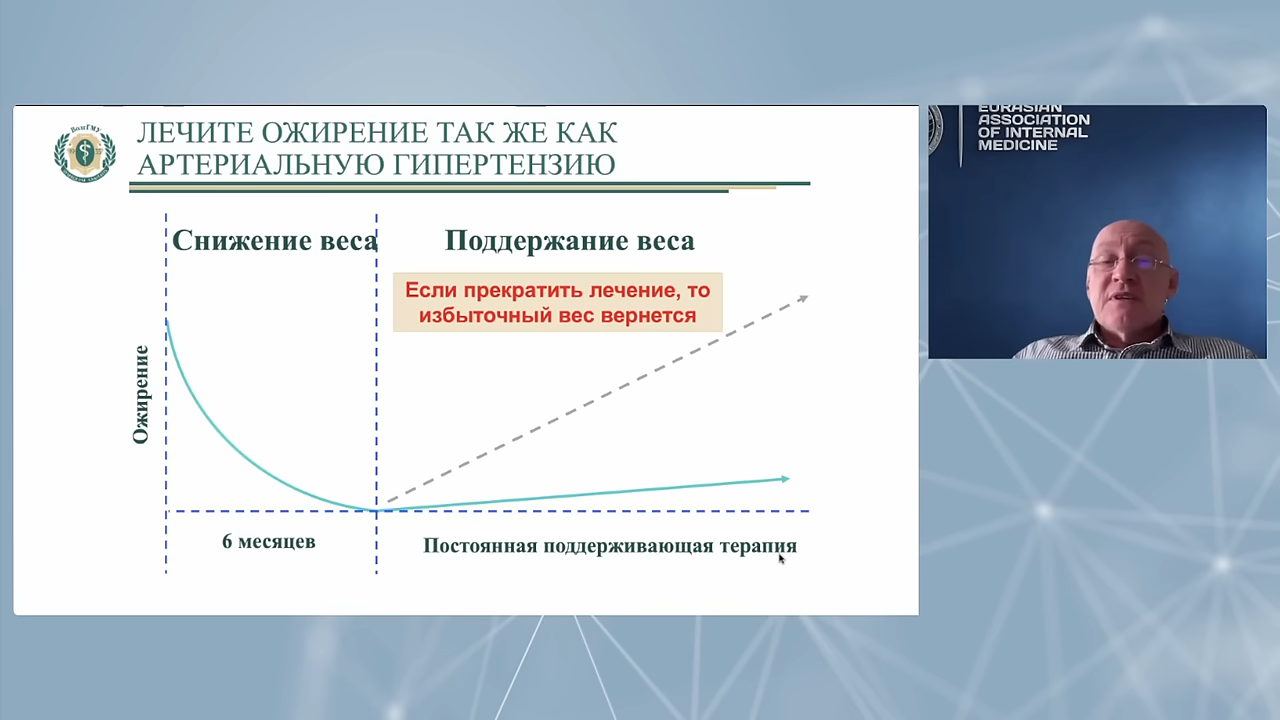 ВолгГМУ
ЛЕЧИТЕ ОЖИРЕНИЕ ТАК ЖЕ КАК
АРТЕРИАЛЬНУЮ ГИПЕРТЕНЗИЮ
Снижение веса
Поддержание веса
Если прекратить лечение, то
избыточный вес вернется
Ожирение
6 месяцев
Постоянная поддерживающая терапия
EURASIAN
ASSOCIATION
OF INTERNAL
MEDICINE